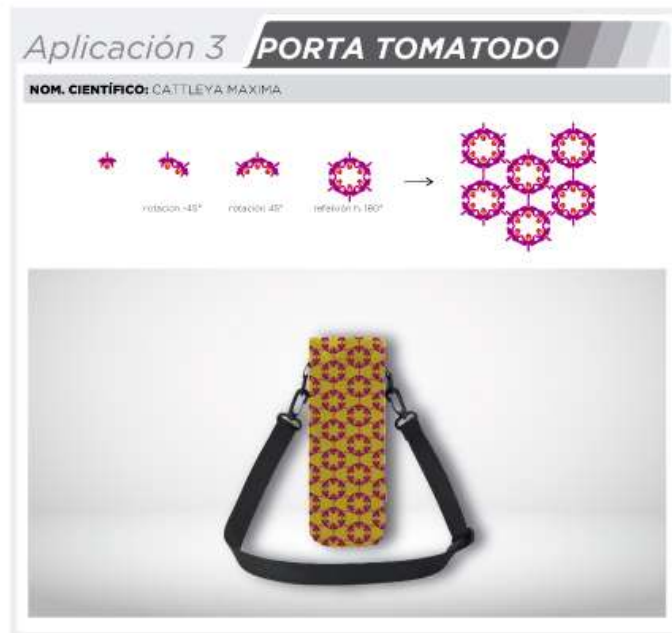 Aplicación 3 PORTA TOMATODO
NOM. CIENTÍFICO: CATTLEYA MAXIMA
rotación -45° rotación 45° reflexión h. 180°